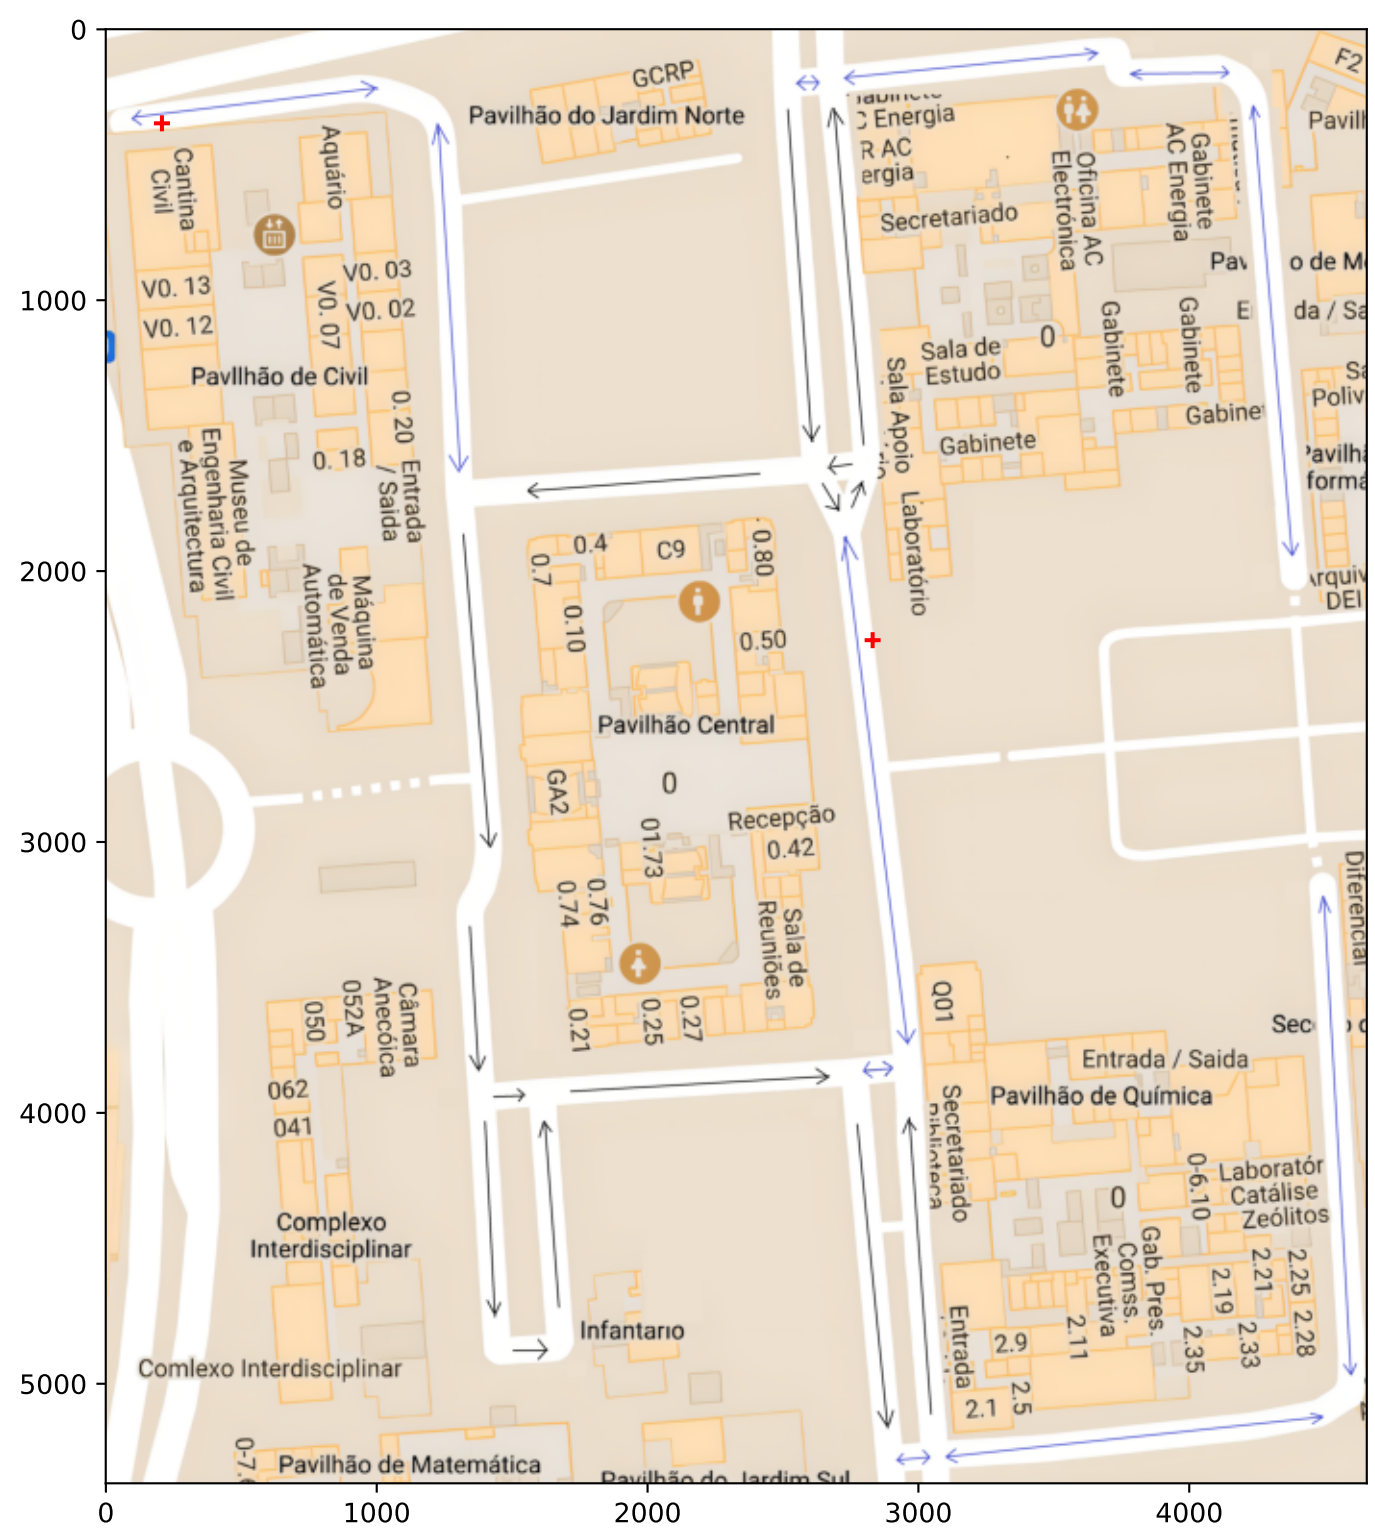 0
1000
2000
3000
4000
5000
0
1000
2000
3000
4000
GCRP
Pavilhão do Jardim Norte
F2
C Energia
R AC
ergia
Secretariado
Oficina AC
Electrónica
Gabinete
AC Energia
Cantina
Civil
Aquário
V0. 13
V0. 12
V0. 03
V0. 02
V0. 07
Pavilhão de Civil
0. 20
0. 18
Entrada
/ Saida
Museu de
Engenharia Civil
e Arquitectura
Máquina
de Venda
Automática
0
Sala de
Estudo
Gabinete
Gabinete
Gabinete
Sala Apoio
Laboratório
o de M
da / Sa
DEI
0.4
C9
0.80
0.7
0.10
0.50
Pavilhão Central
GA2
0
Recepção
0.42
01.73
0.74
0.76
Sala de
Reuniões
0.21
0.25
0.27
Câmara
Anecóica
052A
050
062
041
Complexo
Interdisciplinar
Comlexo Interdisciplinar
Infantario
Pavilhão de Matemática
Pavilhão do Jardim Sul
0-7.
Q01
Entrada / Saida
Pavilhão de Química
Secretariado
Biblioteca
0
0-6.10
Laboratór
Catálise
Zeólitos
Gab. Pres.
Comss.
Executiva
Entrada
2.9
2.11
2.5
2.1
2.19
2.21
2.25
2.28
2.33
2.35
Diferencial